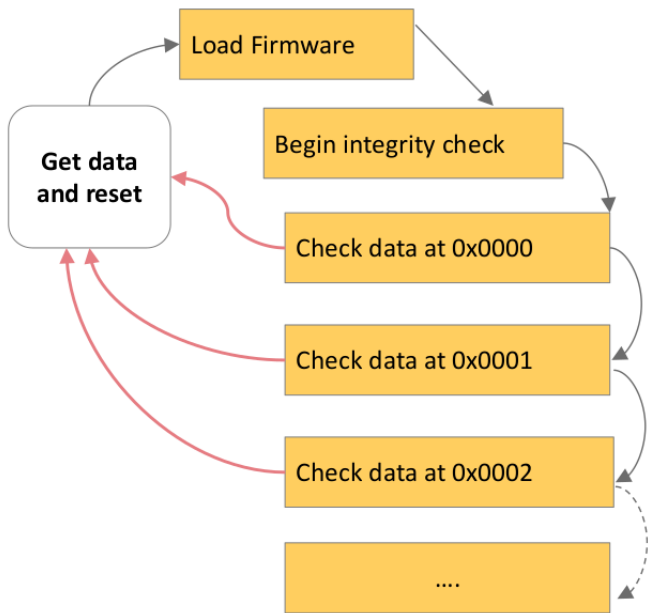 Load Firmware
Begin integrity check
Get data
and reset
Check data at 0x0000
Check data at 0x0001
Check data at 0x0002
....